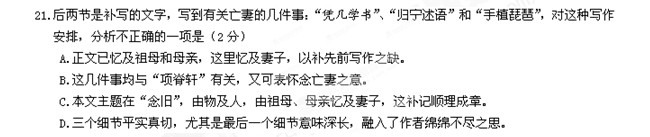 21.后两节是补写的文字，写到有关亡妻的几件事：“凭几学书”、“归宁述语”和“手植琵琶”，对这种写作
安排，分析不正确的一项是（2 分）
A.正文已忆及祖母和母亲，这里忆及妻子，以补先前写作之缺。
B.这几件事均与“项脊轩”有关，又可表怀念亡妻之意。
C.本文主题在“念旧”，由物及人，由祖母、母亲忆及妻子，这补记顺理成章。
D.三个细节平实真切，尤其是最后一个细节意味深长，融入了作者绵绵不尽之思。